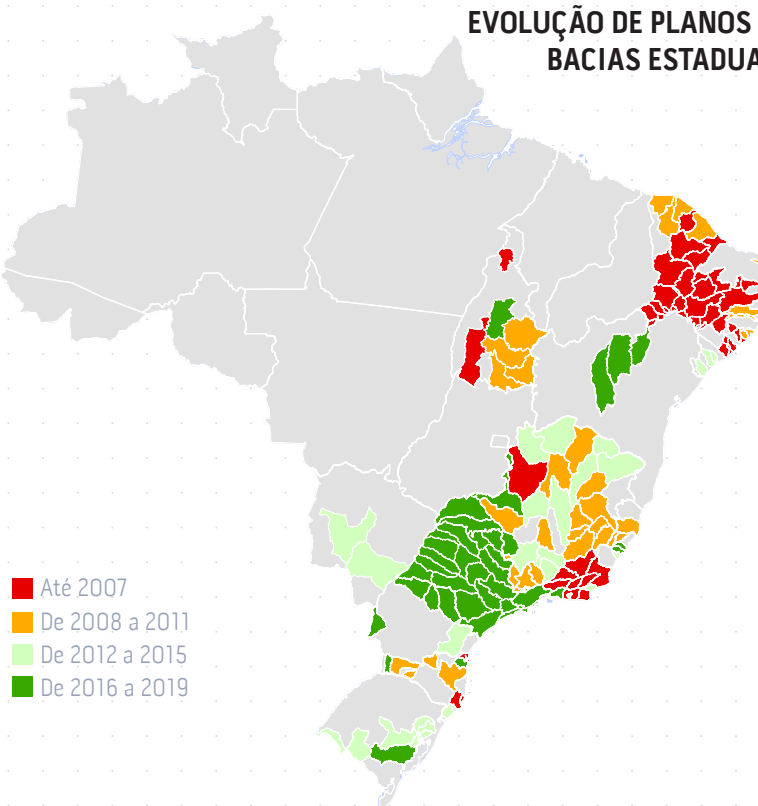 EVOLUÇÃO DE PLANOS
BACIAS ESTADUA
Até 2007
De 2008 a 2011
De 2012 a 2015
De 2016 a 2019